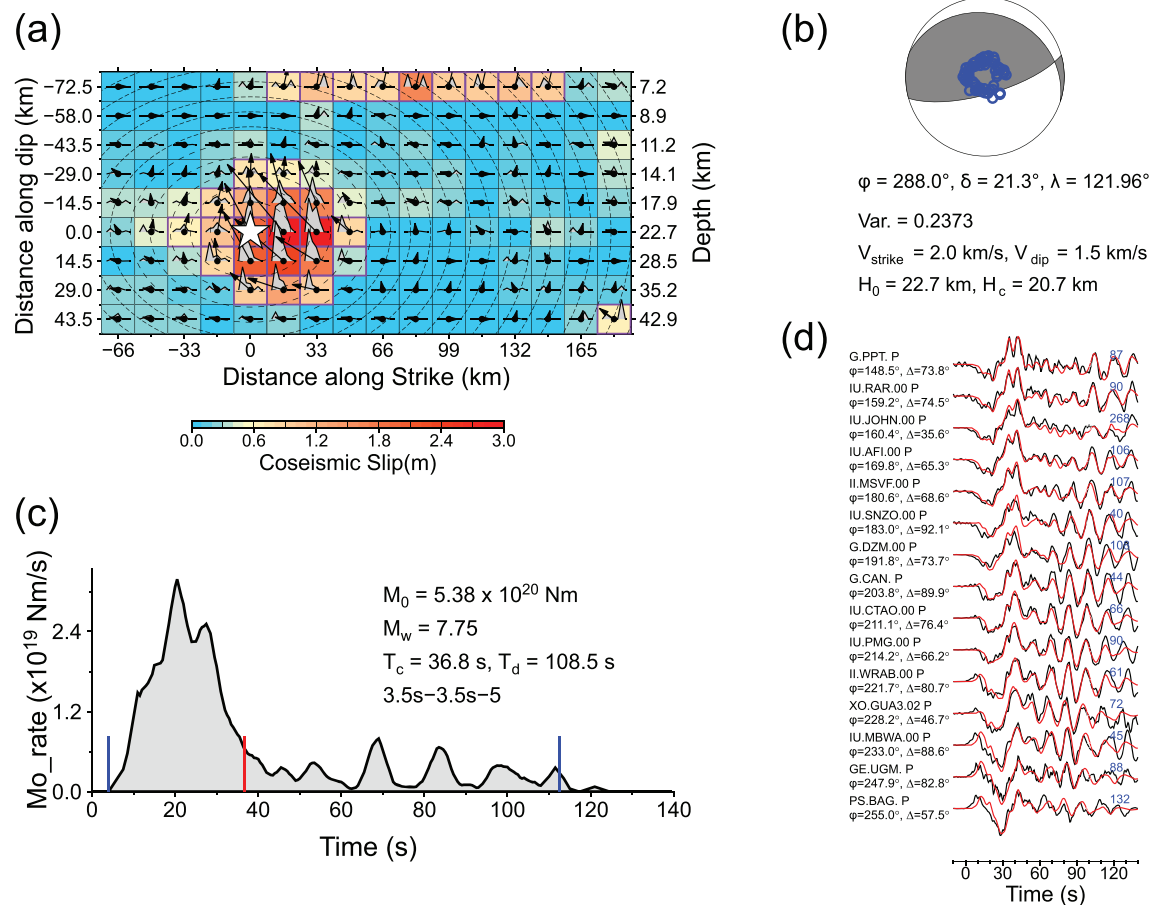 (a)
Distance along dip (km)
−72.5
−58.0
−43.5
−29.0
−14.5
0.0
14.5
29.0
43.5
7.2
8.9
11.2
14.1
17.9
22.7
28.5
35.2
42.9
Depth (km)
−66 −33 0 33 66 99 132 165
Distance along Strike (km)
0.0 0.6 1.2 1.8 2.4 3.0
Coseismic Slip(m)
(b)
φ = 288.0°, δ = 21.3°, λ = 121.96°
Var. = 0.2373
Vstrike = 2.0 km/s, Vdip = 1.5 km/s
H0 = 22.7 km, Hc = 20.7 km
(c)
Mo_rate (x10^19 Nm/s)
2.4
1.2
0.0
M0 = 5.38 x 10^20 Nm
Mw = 7.75
Tc = 36.8 s, Td = 108.5 s
3.5s−3.5s−5
0 20 40 60 80 100 120 140
Time (s)
(d)
G.PPT. P 87
φ=148.5°, Δ=73.8°
IU.RAR.00 P 90
φ=159.2°, Δ=74.5°
IU.JOHN.00 P 268
φ=160.4°, Δ=35.6°
IU.AFI.00 P 106
φ=169.8°, Δ=65.3°
II.MSVF.00 P 107
φ=180.6°, Δ=68.6°
IU.SNZO.00 P 40
φ=183.0°, Δ=92.1°
G.DZM.00 P 108
φ=191.8°, Δ=73.7°
G.CAN. P 44
φ=203.8°, Δ=89.9°
IU.CTAO.00 P 66
φ=211.1°, Δ=76.4°
IU.PMG.00 P 90
φ=214.2°, Δ=66.2°
II.WRAB.00 P 61
φ=221.7°, Δ=80.7°
XO.GUA3.02 P 72
φ=228.2°, Δ=46.7°
IU.MBWA.00 P 45
φ=233.0°, Δ=88.6°
GE.UGM. P 88
φ=247.9°, Δ=82.8°
PS.BAG. P 132
φ=255.0°, Δ=57.5°
0 30 60 90 120
Time (s)